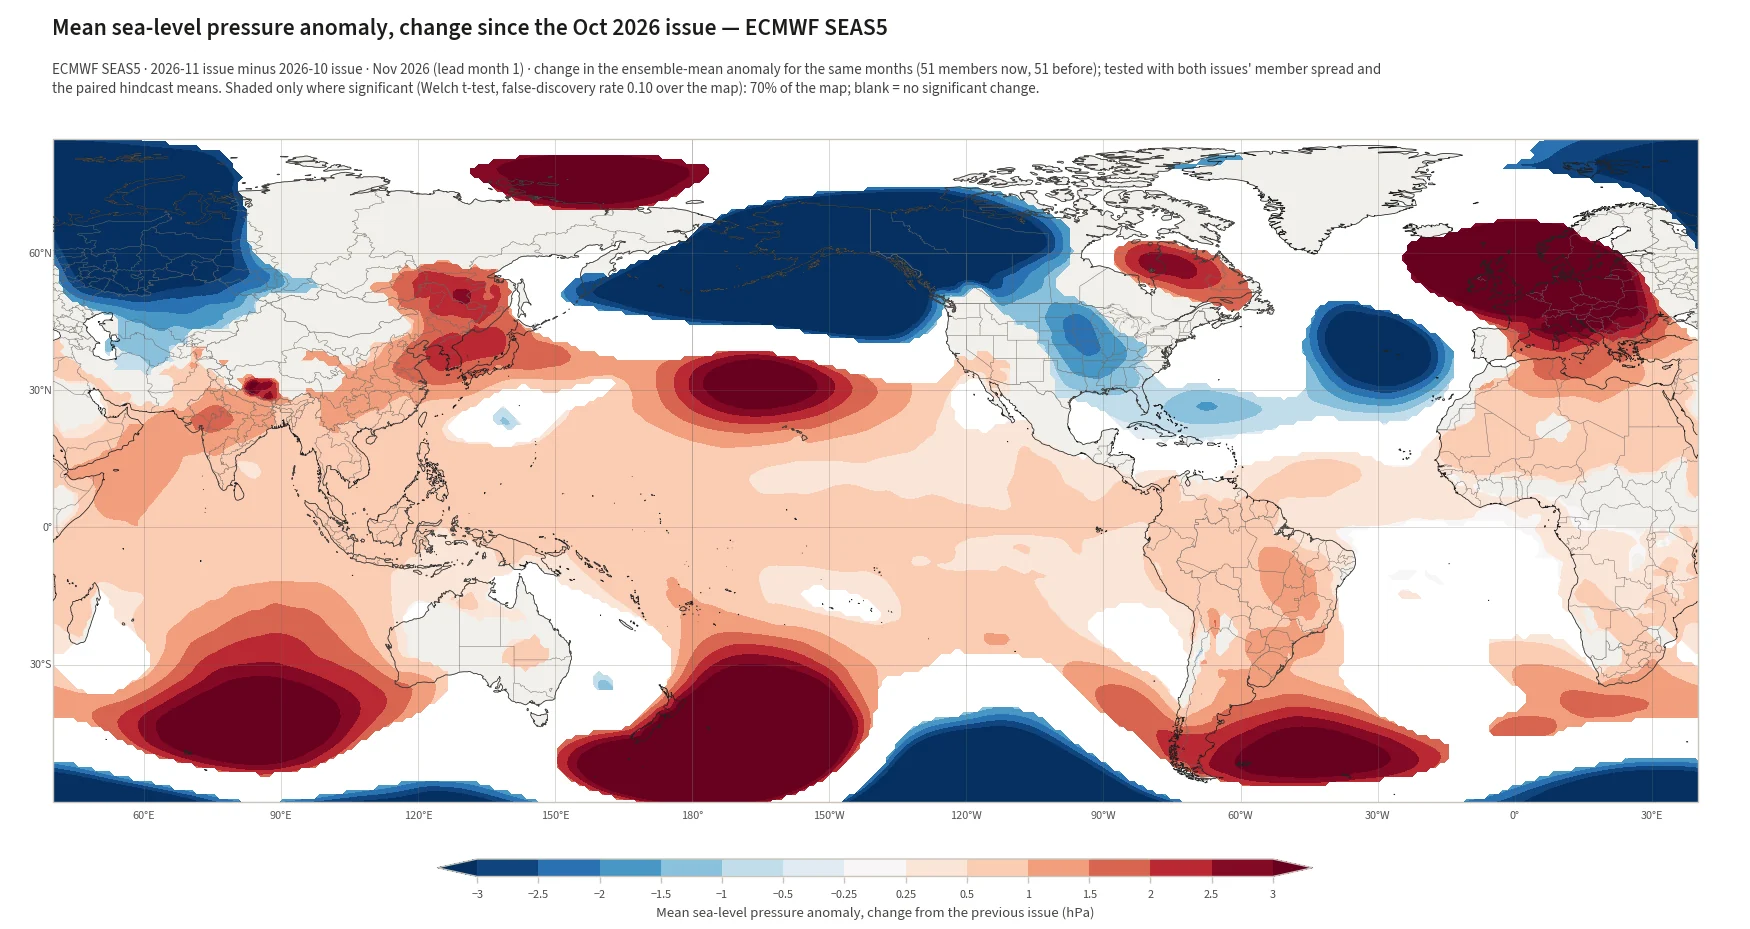 Mean sea-level pressure anomaly, change since the Oct 2026 issue — ECMWF SEAS5
ECMWF SEAS5 · 2026-11 issue minus 2026-10 issue · Nov 2026 (lead month 1) · change in the ensemble-mean anomaly for the same months (51 members now, 51 before); tested with both issues' member spread and
the paired hindcast means. Shaded only where significant (Welch t-test, false-discovery rate 0.10 over the map): 70% of the map; blank = no significant change.
60°N
30°N
0°
30°S
60°E 90°E 120°E 150°E 180° 150°W 120°W 90°W 60°W 30°W 0° 30°E
−3 −2.5 −2 −1.5 −1 −0.5 −0.25 0.25 0.5 1 1.5 2 2.5 3
Mean sea-level pressure anomaly, change from the previous issue (hPa)